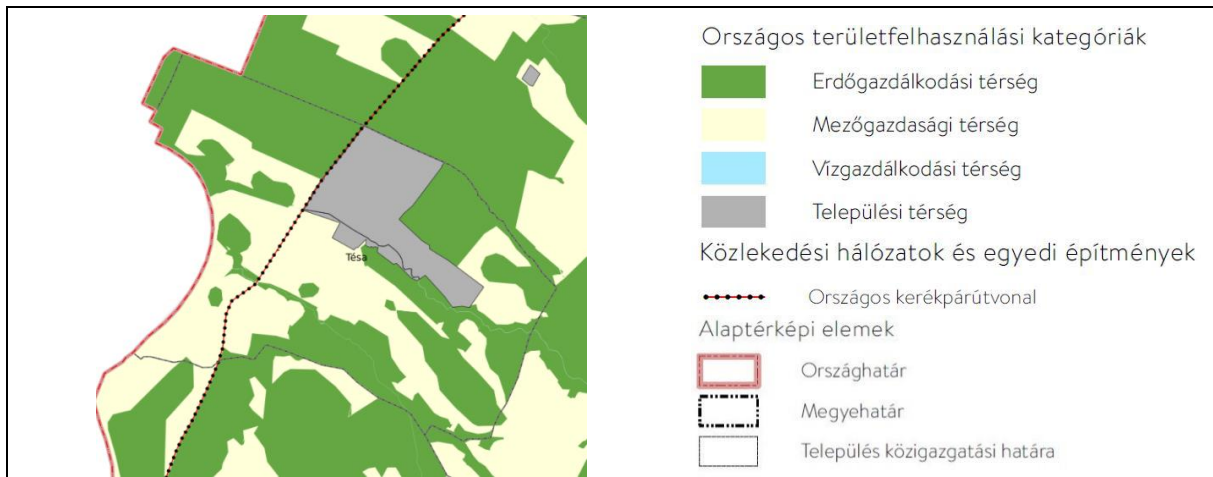 Tésa
Országos területfelhasználási kategóriák
Erdőgazdálkodási térség
Mezőgazdasági térség
Vízgazdálkodási térség
Települési térség
Közlekedési hálózatok és egyedi építmények
Országos kerékpárútvonal
Alaptérképi elemek
Országhatár
Megyehatár
Település közigazgatási határa